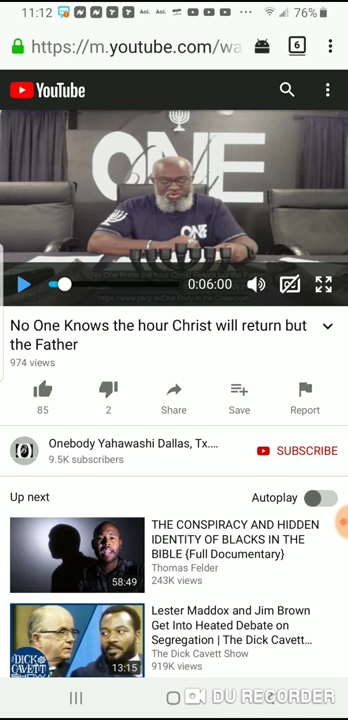 11:12
76%
https://m.youtube.com/wa
6
YouTube
ONE
Body
ONE
0:06:00
No One Knows the hour Christ will return but
the Father
974 views
85
2
Share
Save
Report
Onebody Yahawashi Dallas, Tx....
9.5K subscribers
SUBSCRIBE
Up next
Autoplay
THE CONSPIRACY AND HIDDEN
IDENTITY OF BLACKS IN THE
BIBLE {Full Documentary}
Thomas Felder
243K views
58:49
Lester Maddox and Jim Brown
Get Into Heated Debate on
Segregation | The Dick Cavett...
The Dick Cavett Show
919K views
DICK
CAVETT
SHOW
13:15
DU RECORDER